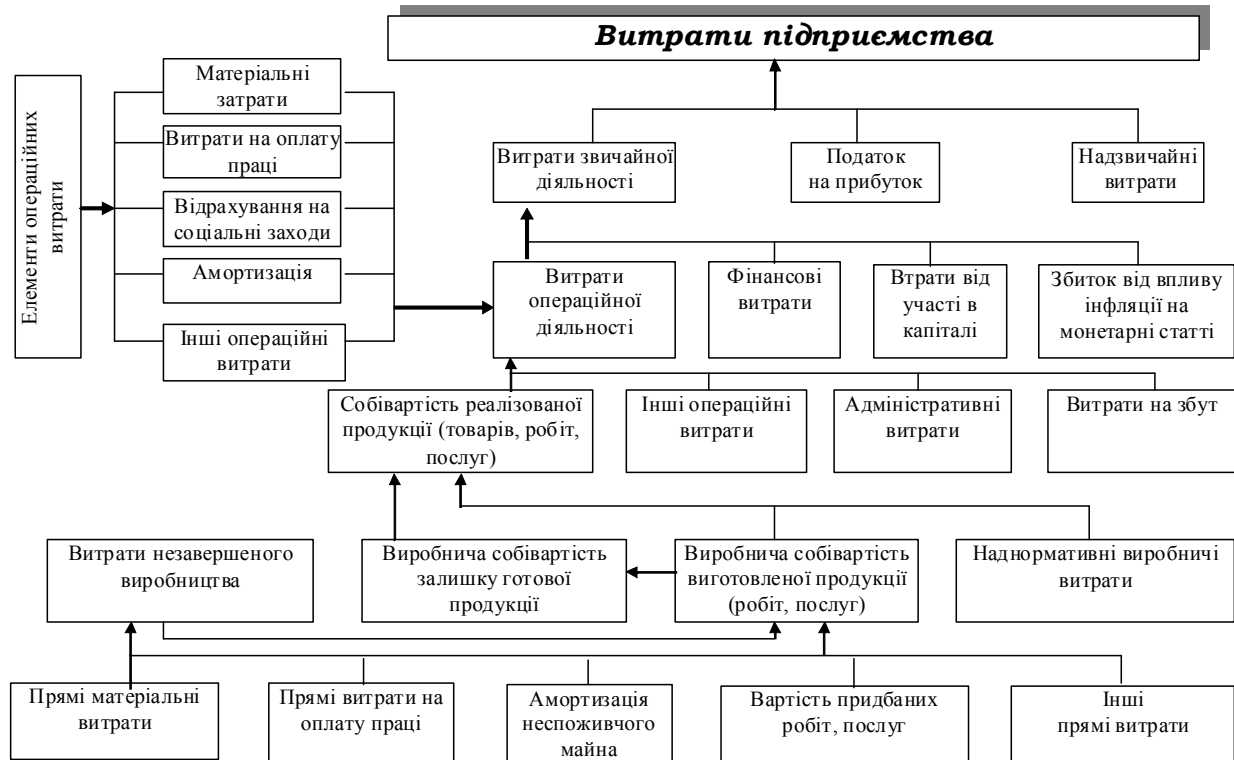 Витрати підприємства
Елементи операційних
витрати
Матеріальні
затрати
Витрати на оплату
праці
Відрахування на
соціальні заходи
Амортизація
Інші операційні
витрати
Витрати звичайної
діяльності
Податок
на прибуток
Надзвичайні
витрати
Витрати
операційної
діяльності
Фінансові
витрати
Втрати від
участі в
капіталі
Збиток від впливу
інфляції на
монетарні статті
Собівартість реалізованої
продукції (товарів, робіт,
послуг)
Інші операційні
витрати
Адміністративні
витрати
Витрати на збут
Витрати незавершеного
виробництва
Виробнича собівартість
залишку готової
продукції
Виробнича собівартість
виготовленої продукції
(робіт, послуг)
Наднормативні виробничі
витрати
Прямі матеріальні
витрати
Прямі витрати на
оплату праці
Амортизація
неспоживчого
майна
Вартість придбаних
робіт, послуг
Інші
прямі витрати